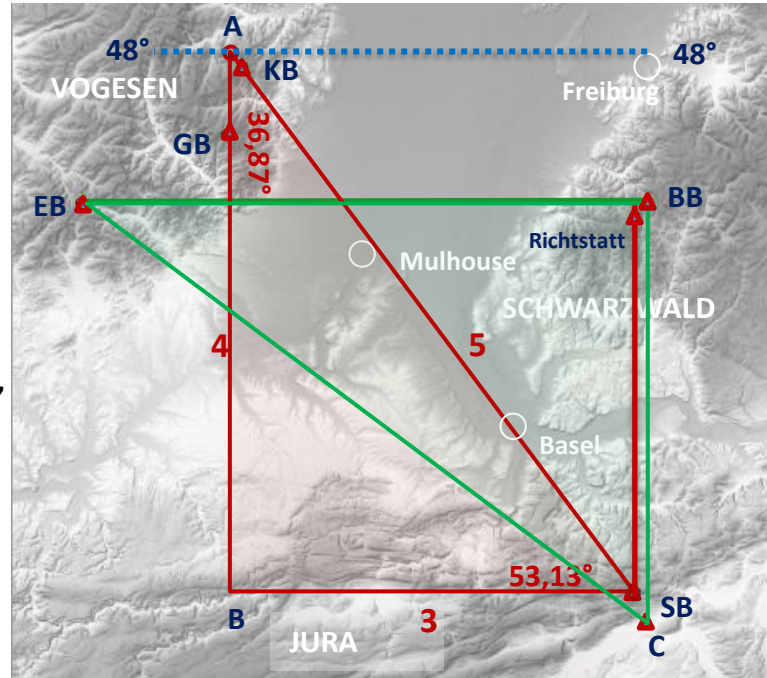 A
48°
48°
KB
Freiburg
VOGESEN
GB
36,87°
EB
BB
Richtstatt
Mulhouse
SCHWARZWALD
4
5
,
Basel
53,13°
SB
B
3
C
JURA